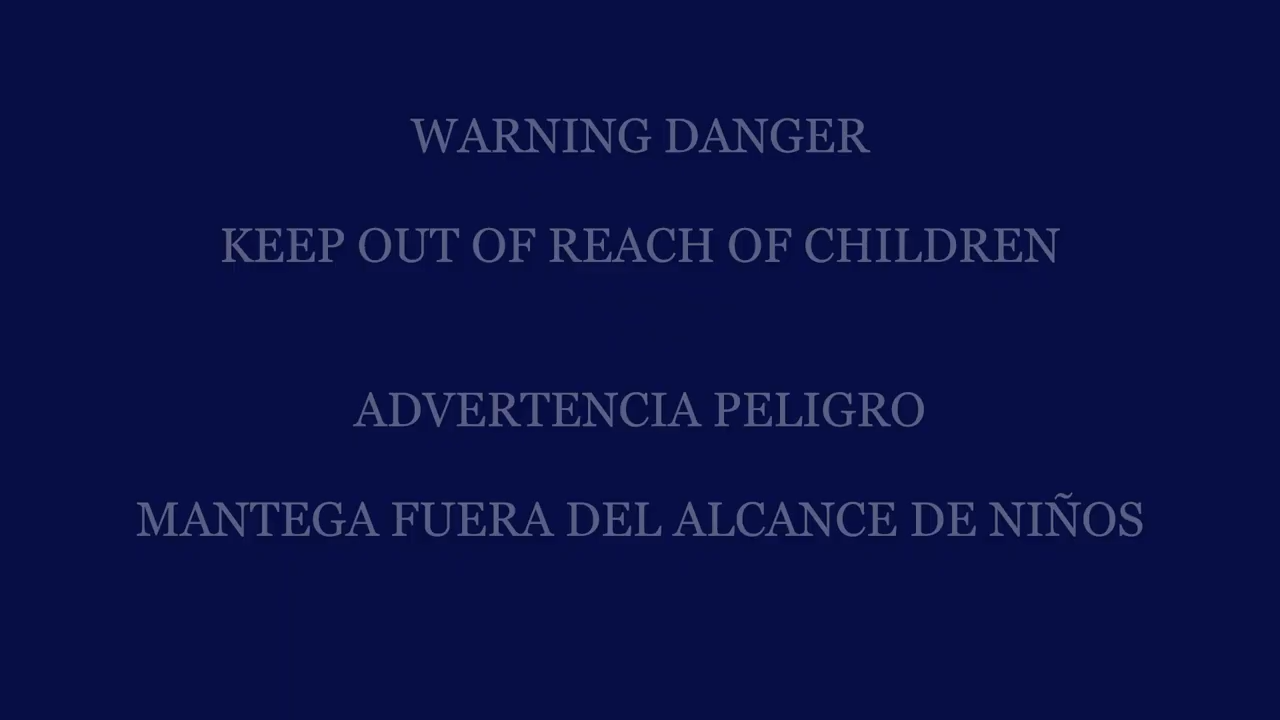 WARNING DANGER
KEEP OUT OF REACH OF CHILDREN
ADVERTENCIA PELIGRO
MANTEGA FUERA DEL ALCANCE DE NIÑOS